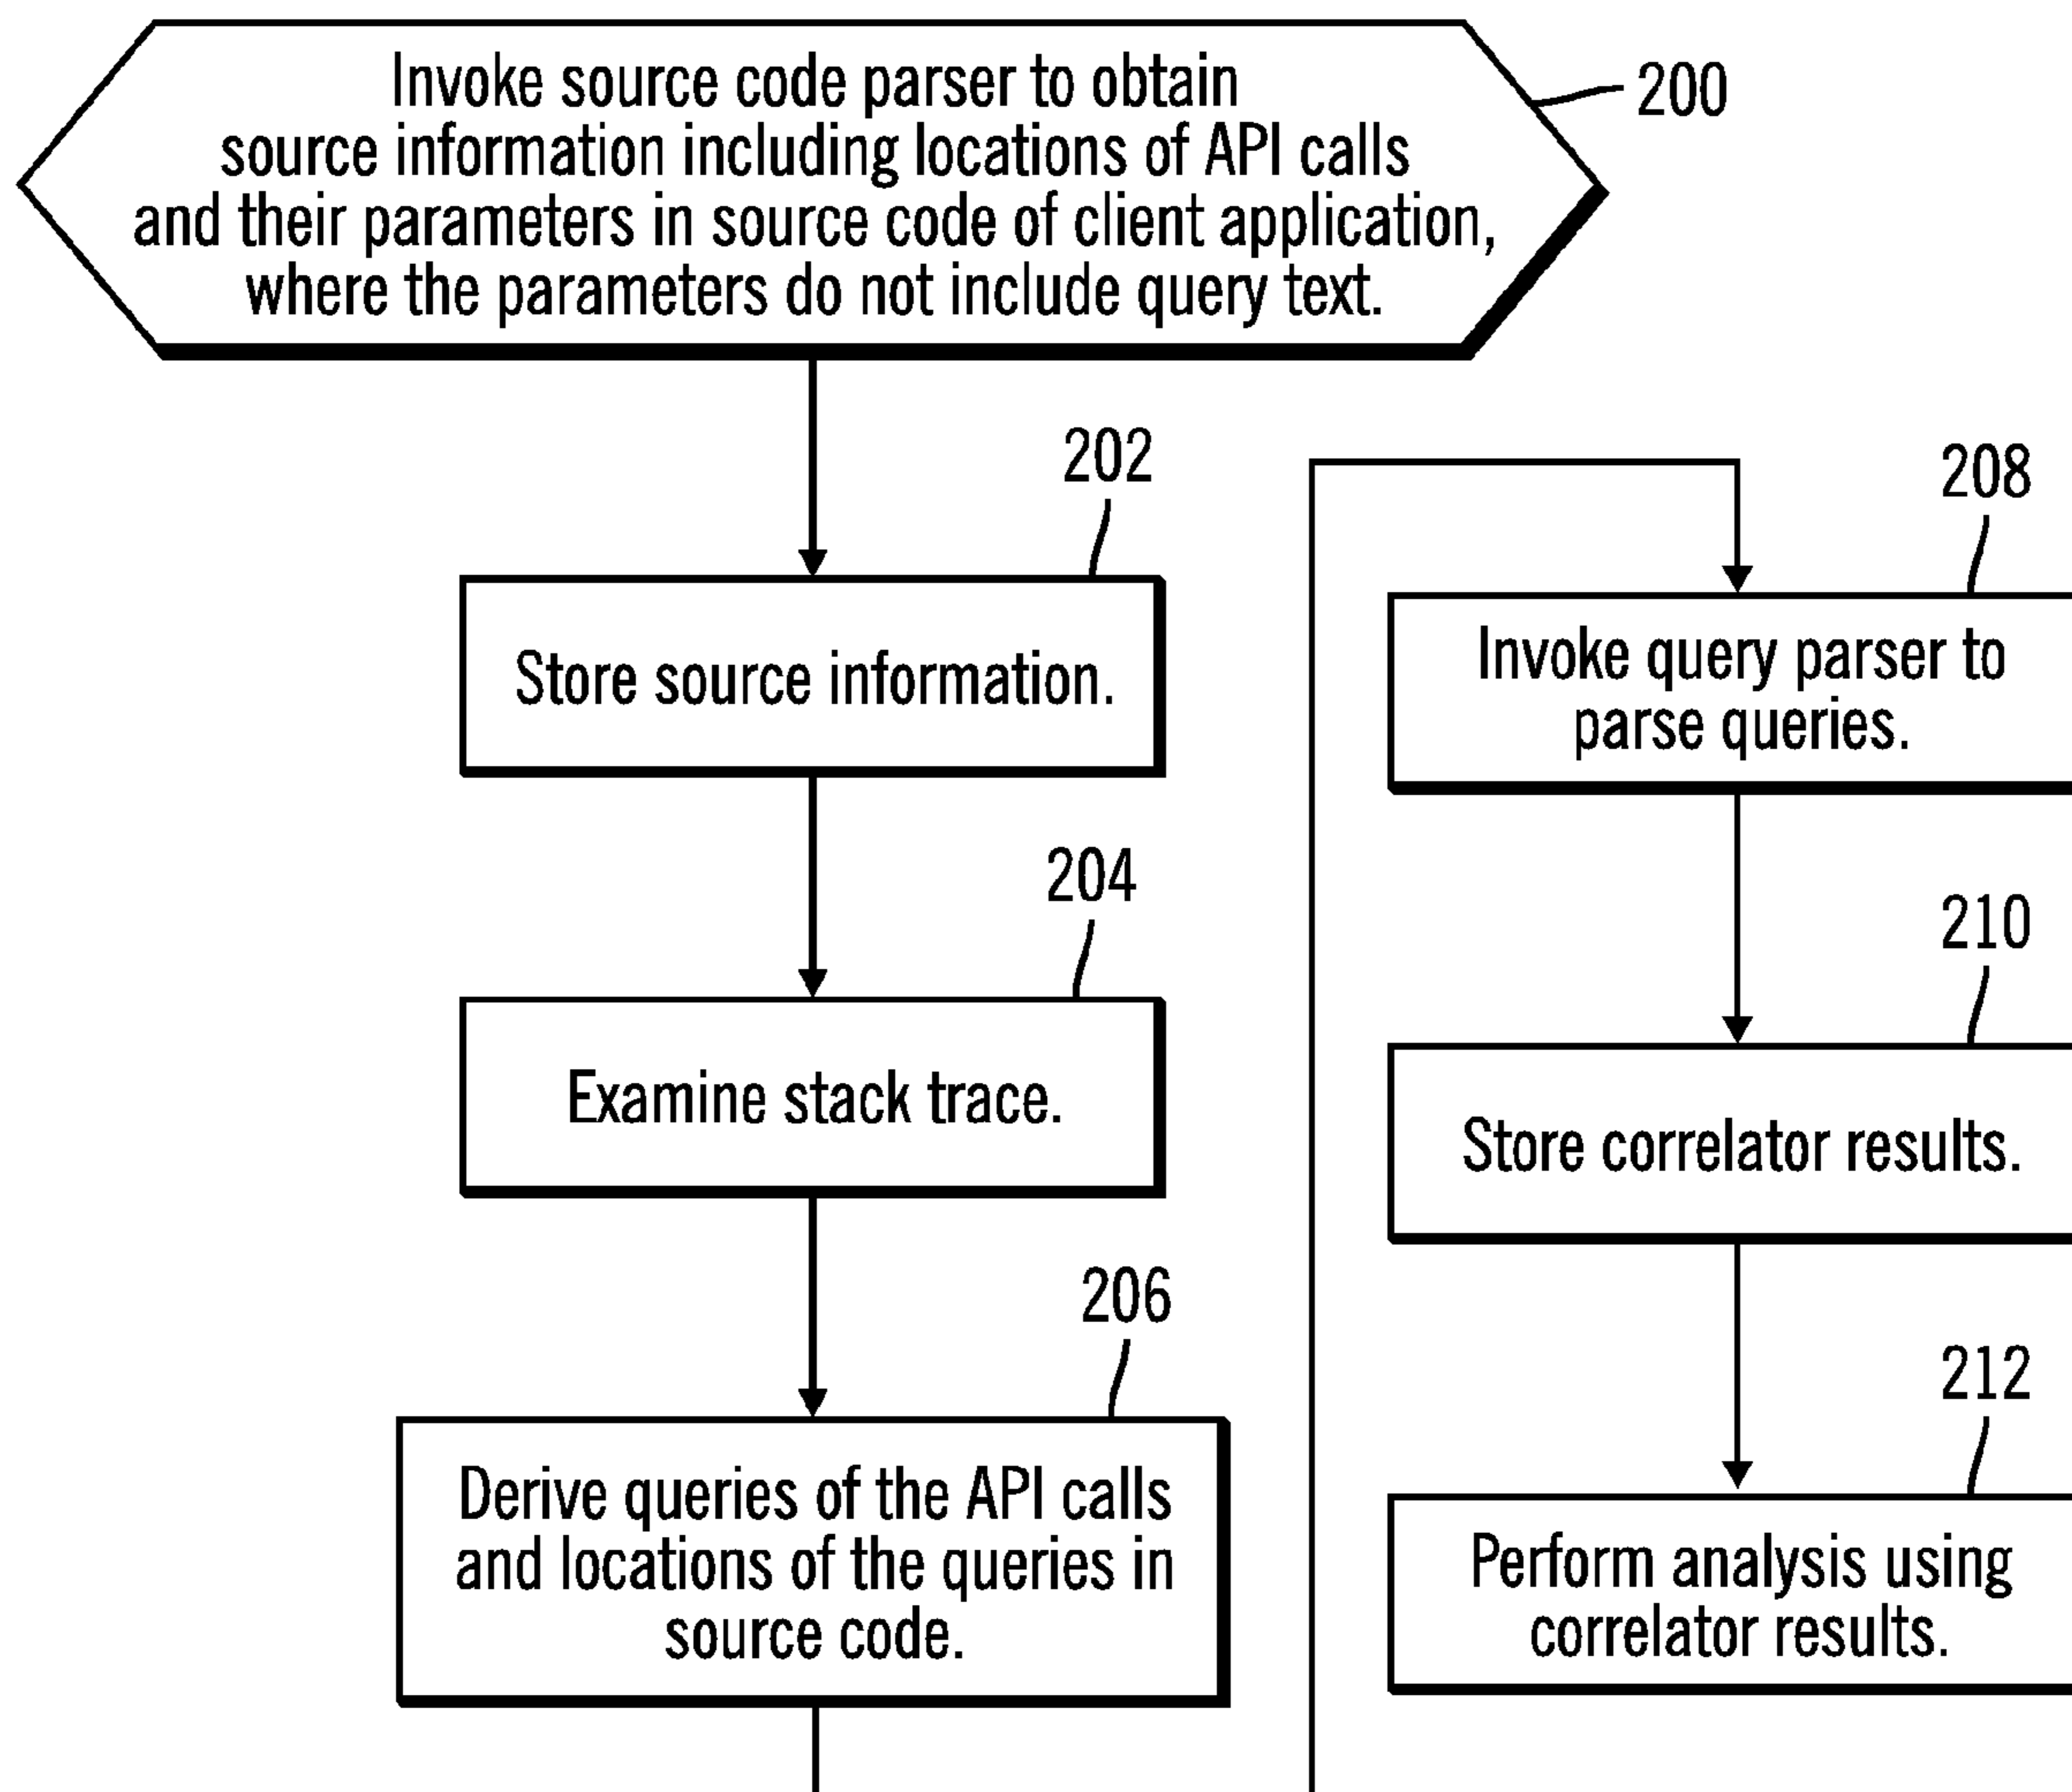 Invoke source code parser to obtain
source information including locations of API calls
and their parameters in source code of client application,
where the parameters do not include query text.
200
202
Store source information.
204
Examine stack trace.
206
Derive queries of the API calls
and locations of the queries in
source code.
208
Invoke query parser to
parse queries.
210
Store correlator results.
212
Perform analysis using
correlator results.